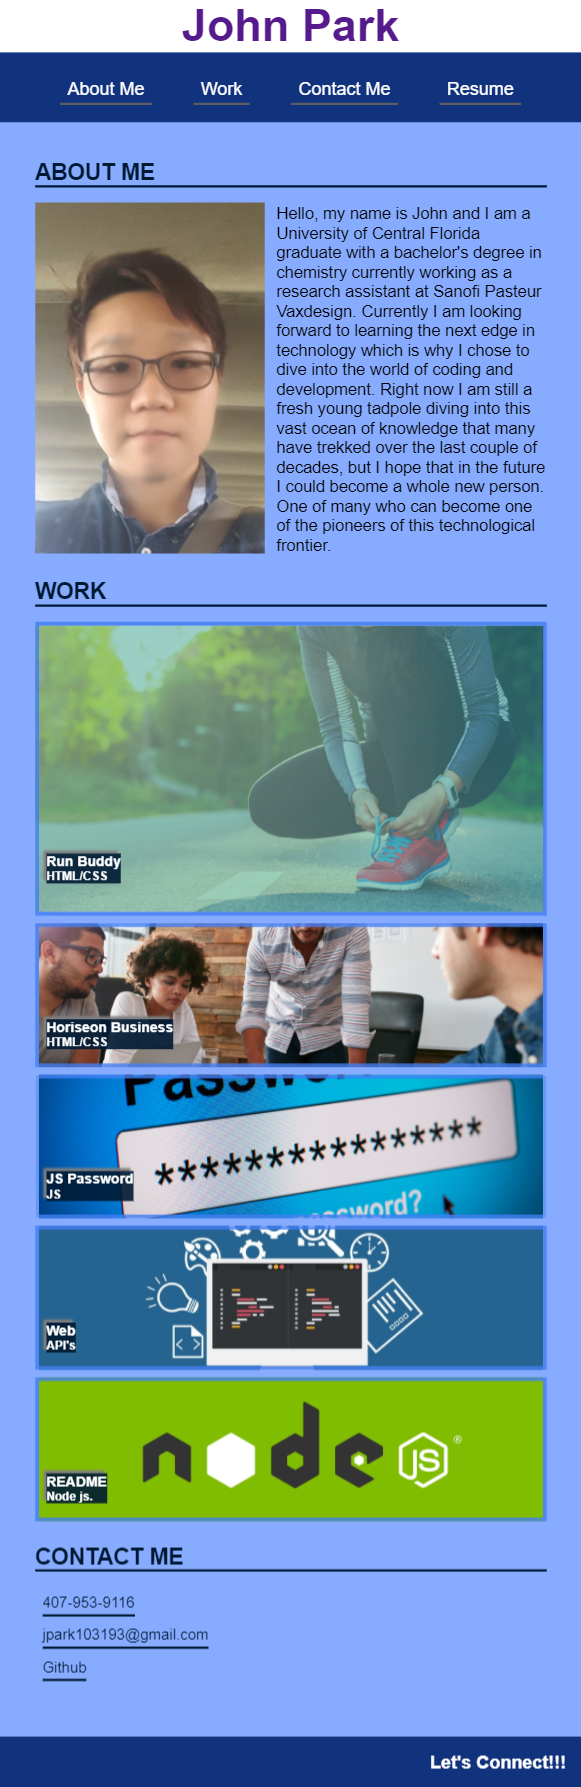 John Park
About Me Work Contact Me Resume
ABOUT ME
Hello, my name is John and I am a
University of Central Florida
graduate with a bachelor's degree in
chemistry currently working as a
research assistant at Sanofi Pasteur
Vaxdesign. Currently I am looking
forward to learning the next edge in
technology which is why I chose to
dive into the world of coding and
development. Right now I am still a
fresh young tadpole diving into this
vast ocean of knowledge that many
have trekked over the last couple of
decades, but I hope that in the future
I could become a whole new person.
One of many who can become one
of the pioneers of this technological
frontier.
WORK
Run Buddy
HTML/CSS
Horiseon Business
HTML/CSS
Password
****************
ssword?
JS Password
JS
Web
API's
node JS ®
README
Node js.
CONTACT ME
407-953-9116
jpark103193@gmail.com
Github
Let's Connect!!!